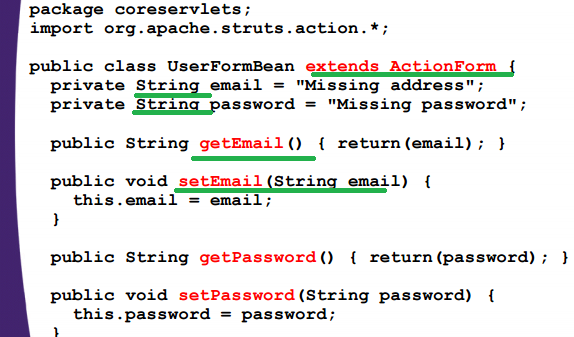 package coreservlets;
import org.apache.struts.action.*;
public class UserFormBean extends ActionForm {
private String email = "Missing address";
private String password = "Missing password";
public String getEmail() { return(email); }
public void setEmail(String email) {
this.email = email;
}
public String getPassword() { return(password); }
public void setPassword(String password) {
this.password = password;
}